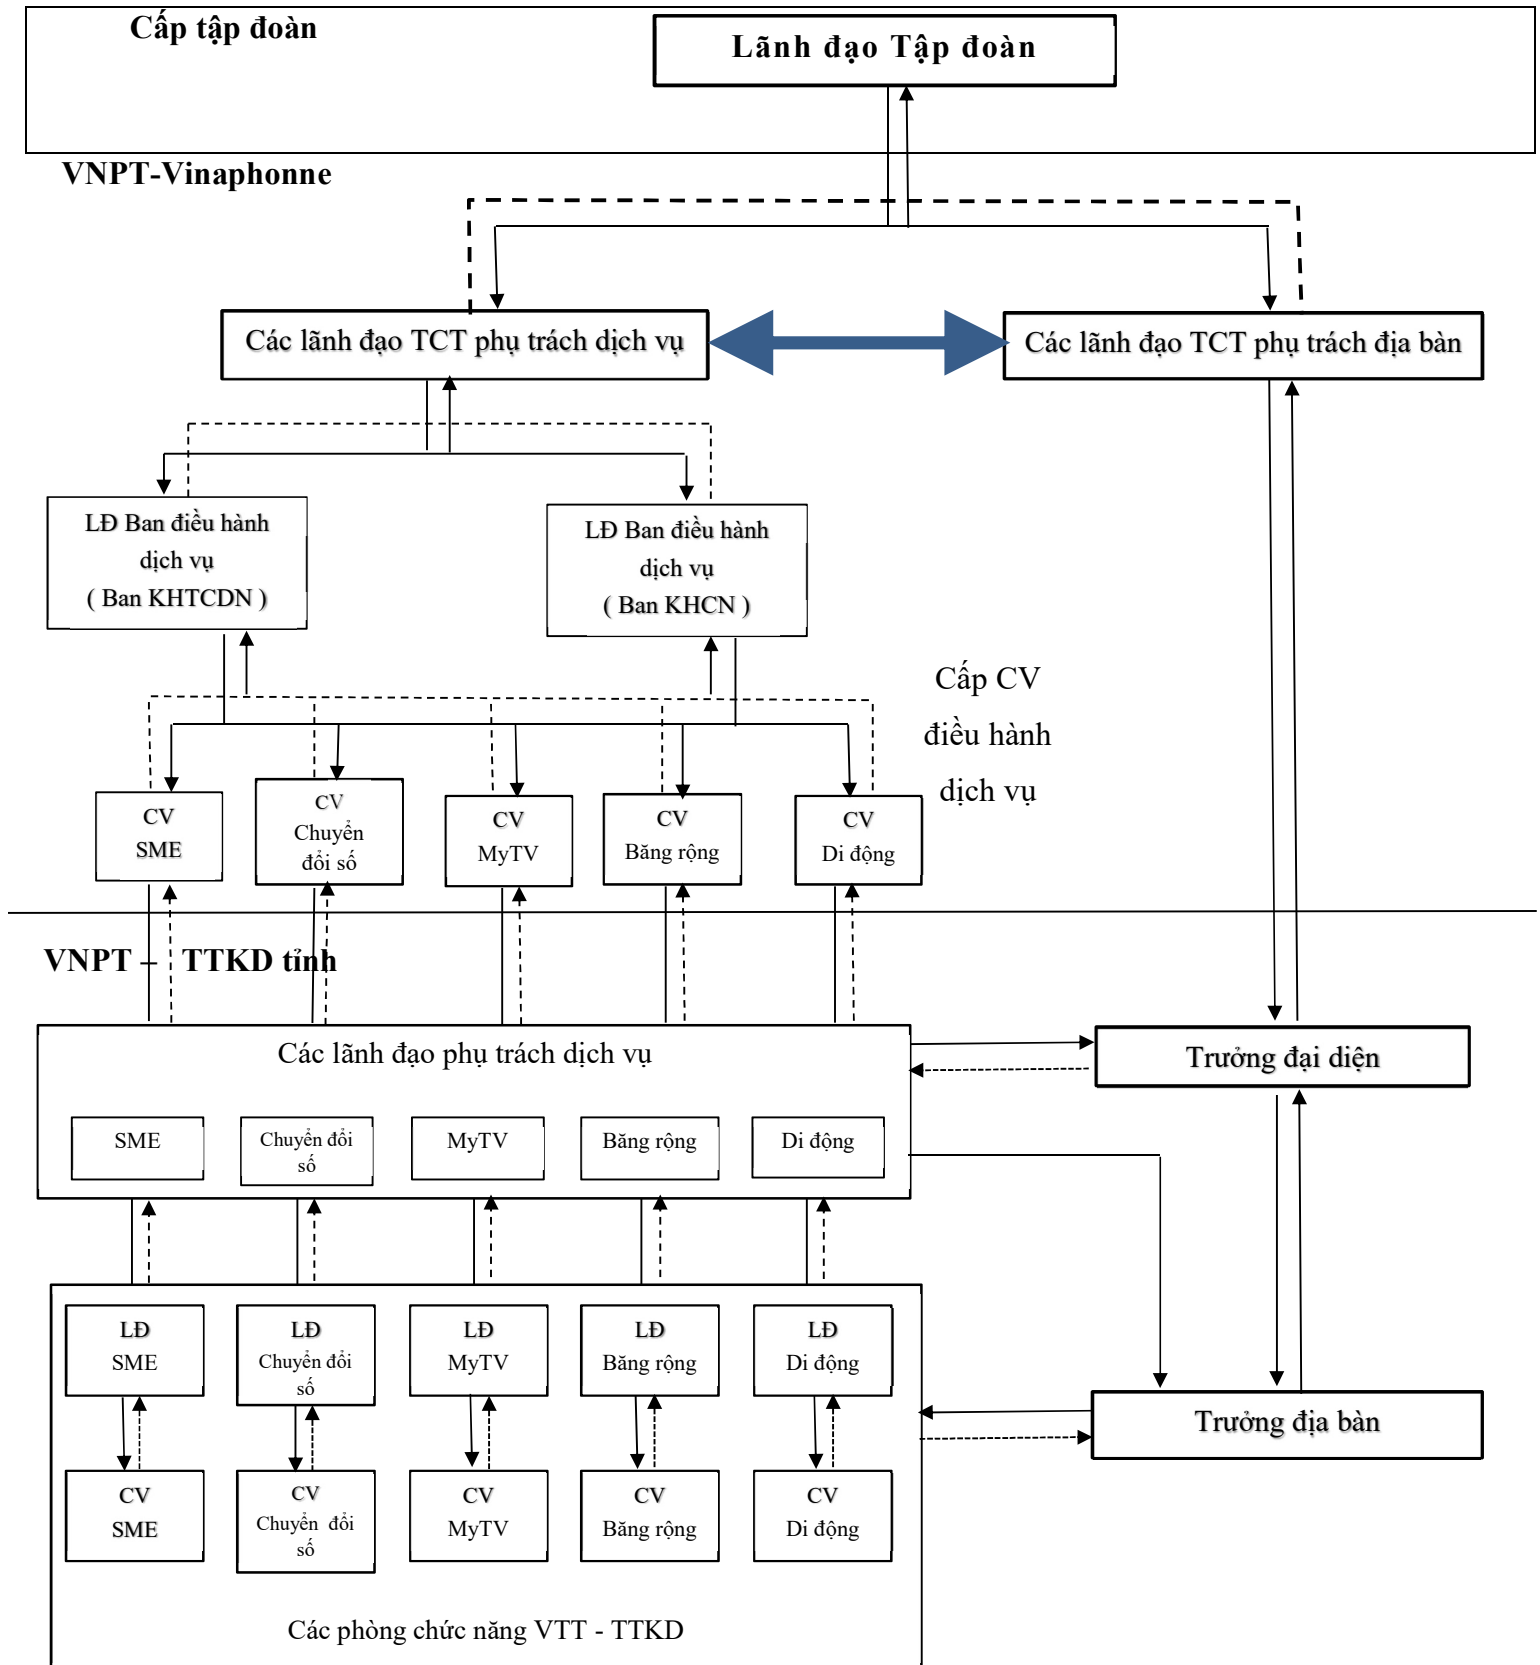 Cấp tập đoàn
Lãnh đạo Tập đoàn
VNPT-Vinaphonne
Các lãnh đạo TCT phụ trách dịch vụ
Các lãnh đạo TCT phụ trách địa bàn
LĐ Ban điều hành
dịch vụ
( Ban KHTCDN )
LĐ Ban điều hành
dịch vụ
( Ban KHCN )
Cấp CV
điều hành
dịch vụ
CV
SME
CV
Chuyển
đổi số
CV
MyTV
CV
Băng rộng
CV
Di động
VNPT – TTKD tỉnh
Các lãnh đạo phụ trách dịch vụ
Trưởng đại diện
SME
Chuyển đổi
số
MyTV
Băng rộng
Di động
LĐ
SME
LĐ
Chuyển đổi
số
LĐ
MyTV
LĐ
Băng rộng
LĐ
Di động
Trưởng địa bàn
CV
SME
CV
Chuyển đổi
số
CV
MyTV
CV
Băng rộng
CV
Di động
Các phòng chức năng VTT - TTKD